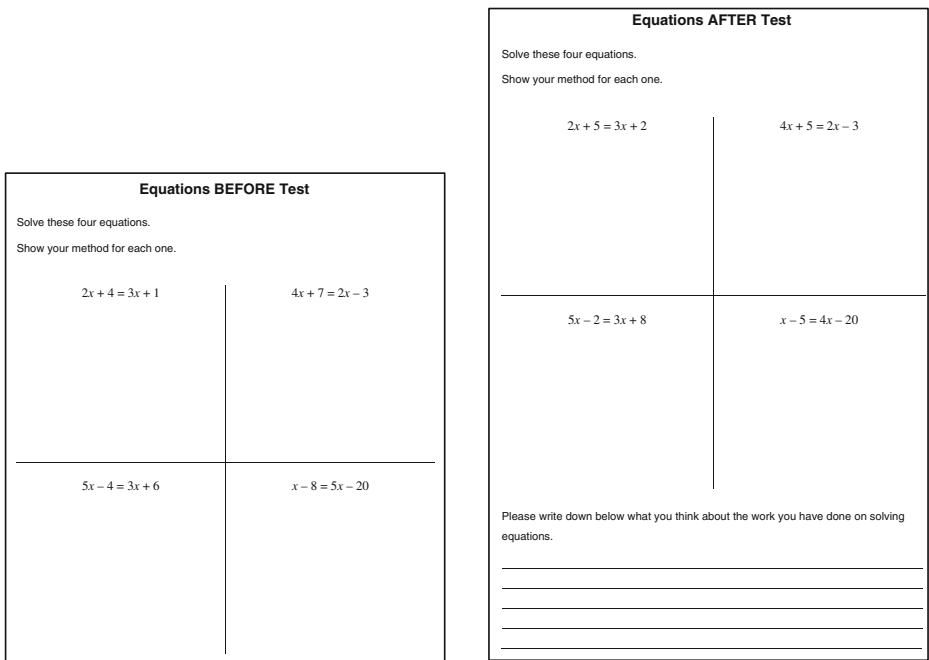 Equations BEFORE Test
Solve these four equations.
Show your method for each one.
2x + 4 = 3x + 1
4x + 7 = 2x – 3
5x – 4 = 3x + 6
x – 8 = 5x – 20
Equations AFTER Test
Solve these four equations.
Show your method for each one.
2x + 5 = 3x + 2
4x + 5 = 2x – 3
5x – 2 = 3x + 8
x – 5 = 4x – 20
Please write down below what you think about the work you have done on solving
equations.